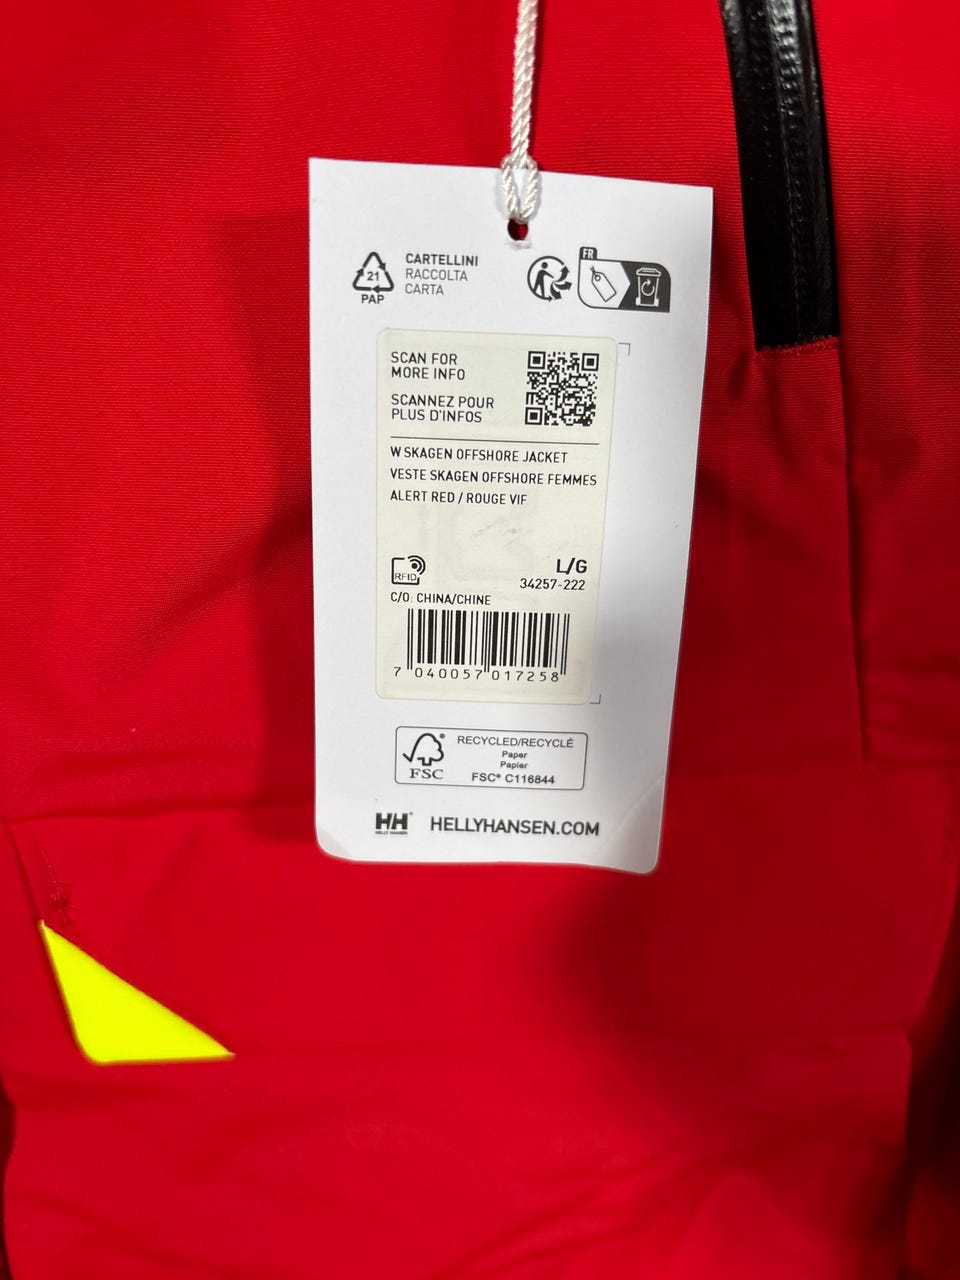 CARTELLINI
RACCOLTA
CARTA
21
PAP
FR
SCAN FOR
MORE INFO
SCANNEZ POUR
PLUS D'INFOS
W SKAGEN OFFSHORE JACKET
VESTE SKAGEN OFFSHORE FEMMES
ALERT RED / ROUGE VIF
RFID
L/G
34257-222
C/O: CHINA/CHINE
7 040057 017258
RECYCLED/RECYCLÉ
Paper
Papier
FSC® C116844
FSC
HH
HELLY HANSEN
HELLYHANSEN.COM